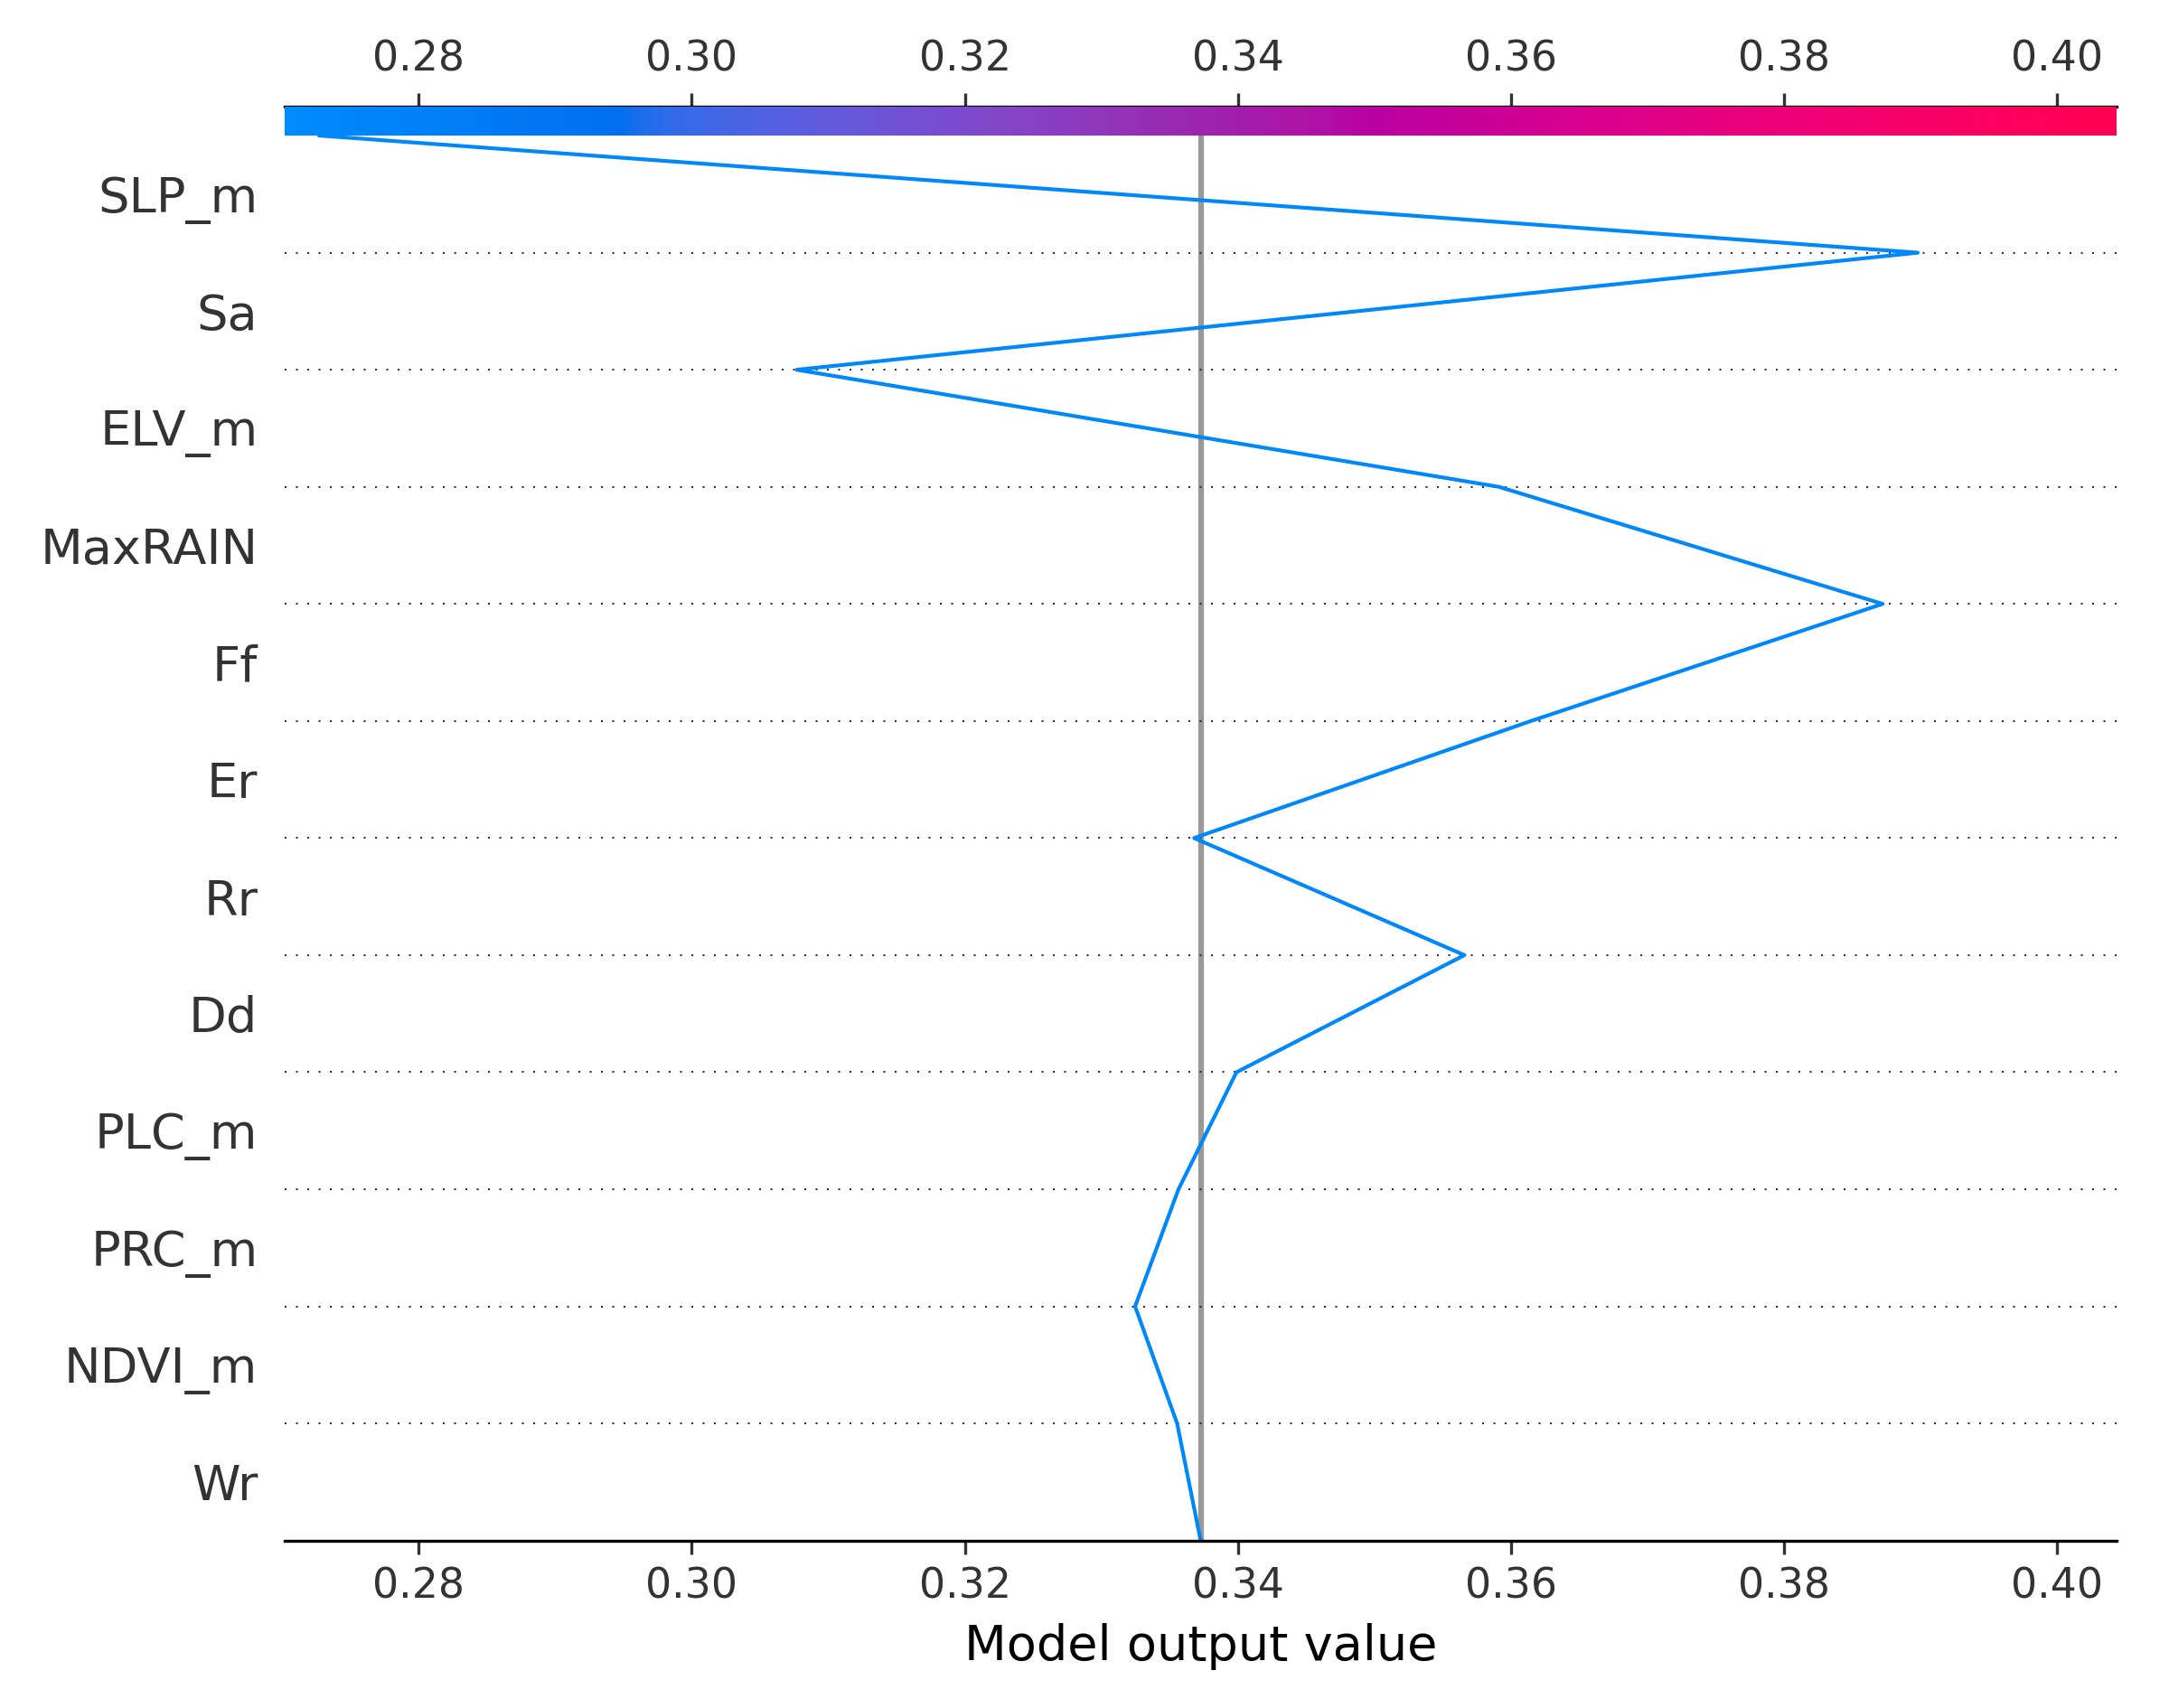 0.28 0.30 0.32 0.34 0.36 0.38 0.40
SLP_m
Sa
ELV_m
MaxRAIN
Ff
Er
Rr
Dd
PLC_m
PRC_m
NDVI_m
Wr
0.28 0.30 0.32 0.34 0.36 0.38 0.40
Model output value